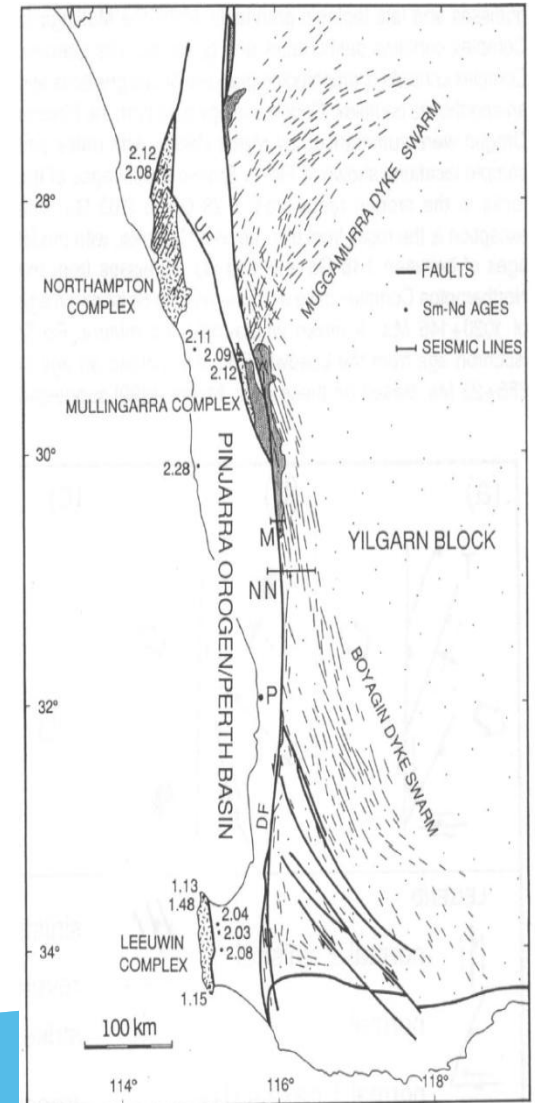 2.12
2.08
28°
U F
MUGGAMURRA DYKE SWARM
NORTHAMPTON
COMPLEX
FAULTS
Sm-Nd AGES
SEISMIC LINES
2.11
2.09
2.12
MULLINGARRA COMPLEX
30°
2.28
PINJARRA OROGEN/PERTH BASIN
M
YILGARN BLOCK
NN
BOYAGIN DYKE SWARM
32°
P
DF
1.13
1.48
2.04
2.03
2.08
34°
LEEUWIN
COMPLEX
1.15
100 km
114°
116°
118°